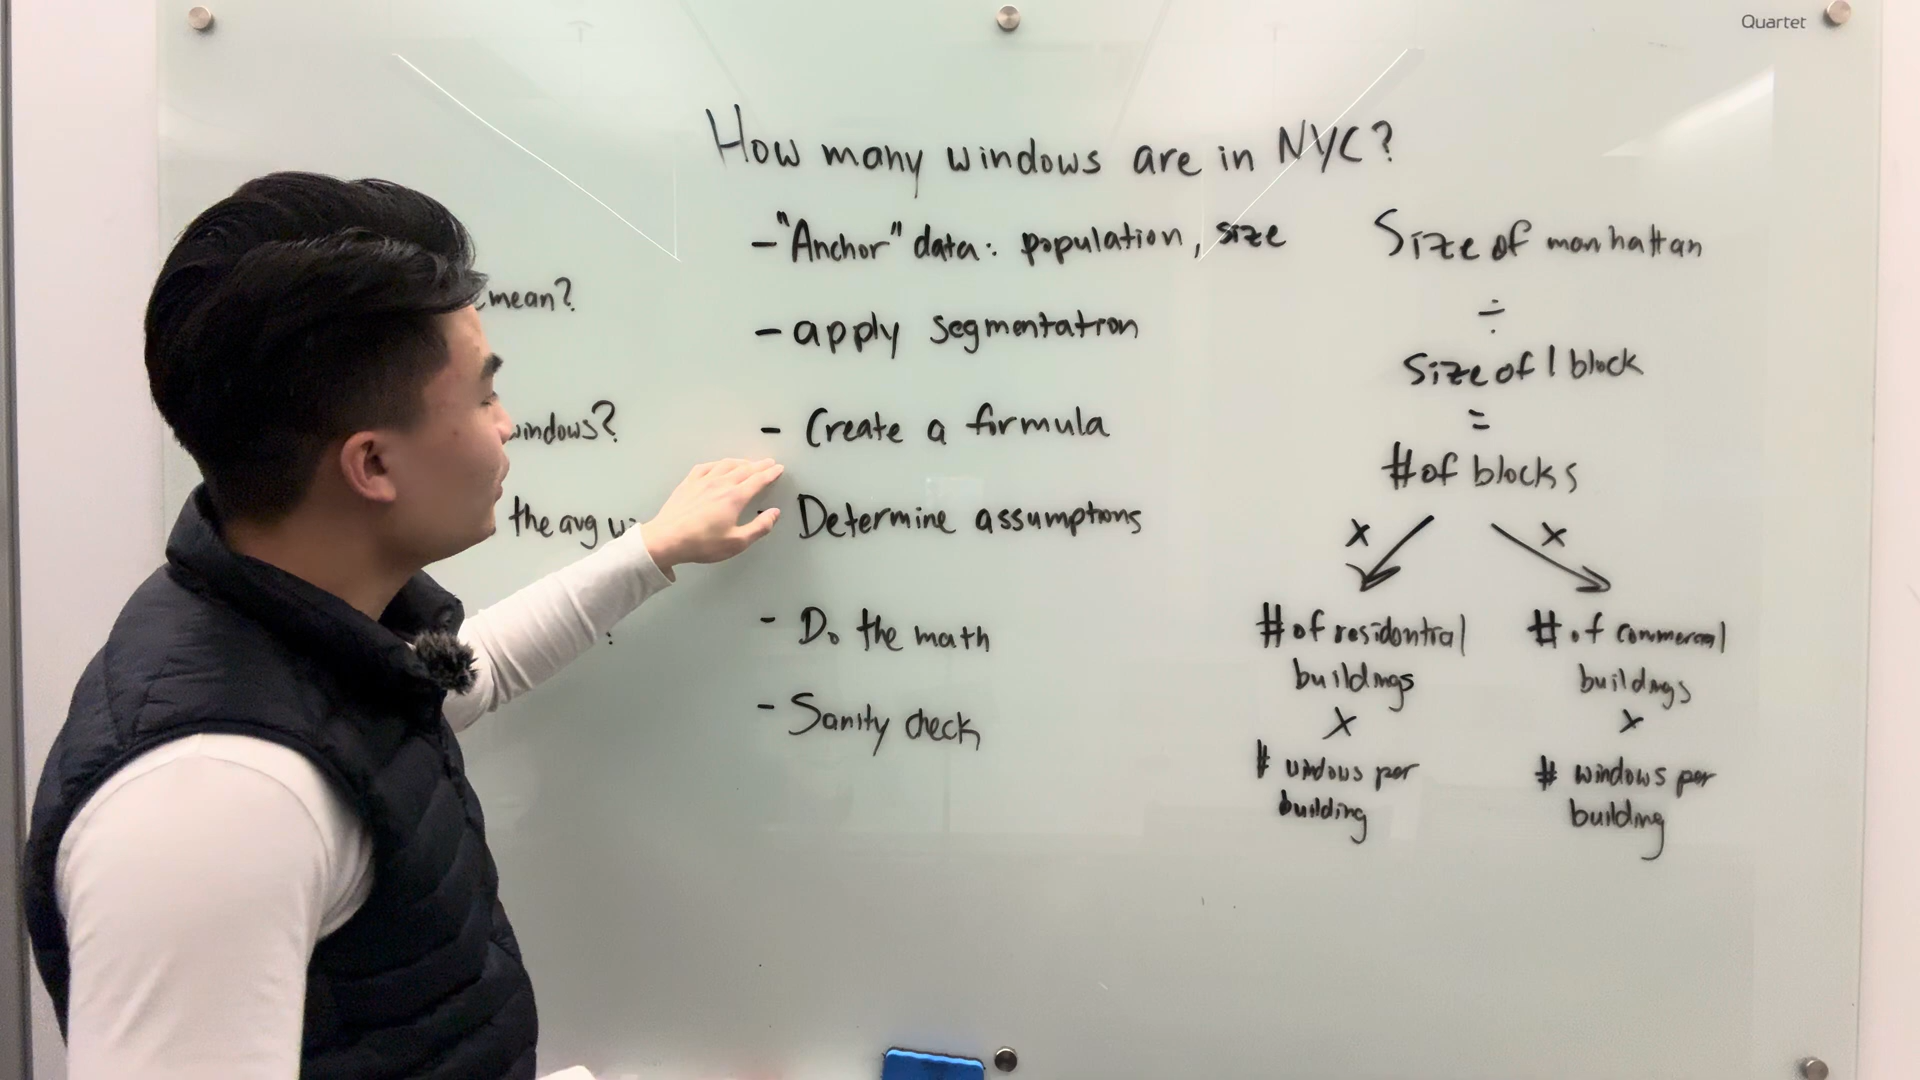 Quartet
How many windows are in NYC?
- "Anchor" data: population, size
- apply segmentation
- Create a formula
- Determine assumptions
- Do the math
- Sanity check
mean?
windows?
the avg
?
Size of manhattan
÷
Size of 1 block
=
# of blocks
x x
# of residential
buildings
x
# windows per
building
# of commercial
buildings
x
# windows per
building